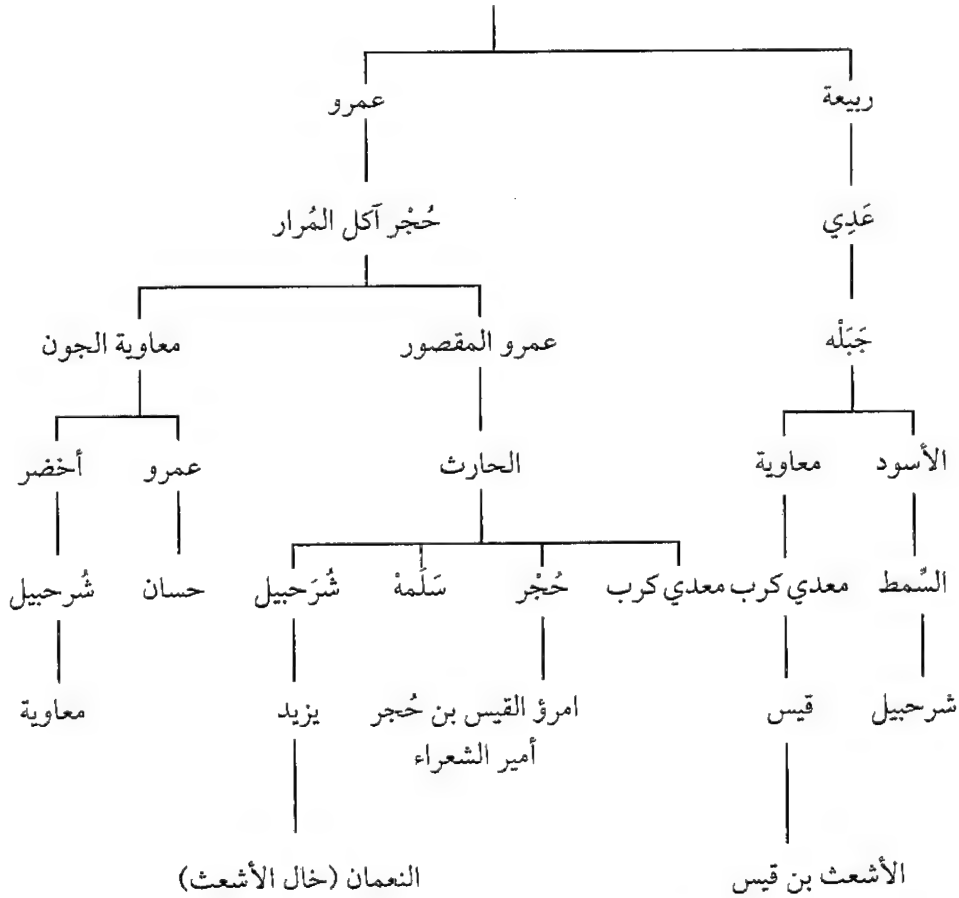 ربيعة عمرو
عَدِي حُجْر آكل المُرار
جَبَلْه عمرو المقصور معاوية الجون
الأسود معاوية الحارث عمرو أخضر
السِّمط معدي كرب معدي كرب حُجْر سَلَمهْ شُرَحبيل حسان شُرحبيل
شرحبيل قيس امرؤ القيس بن حُجر يزيد معاوية
أمير الشعراء
الأشعث بن قيس النعمان (خال الأشعث)